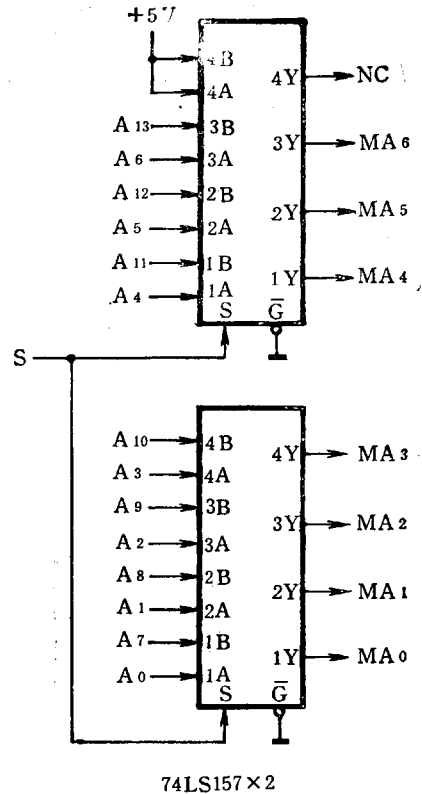 +5V
4B 4Y NC
4A
A13 3B 3Y MA6
A6 3A
A12 2B 2Y MA5
A5 2A
A11 1B 1Y MA4
A4 1A
S G̅
S
A10 4B 4Y MA3
A3 4A
A9 3B 3Y MA2
A2 3A
A8 2B 2Y MA1
A1 2A
A7 1B 1Y MA0
A0 1A
S G̅
74LS157×2